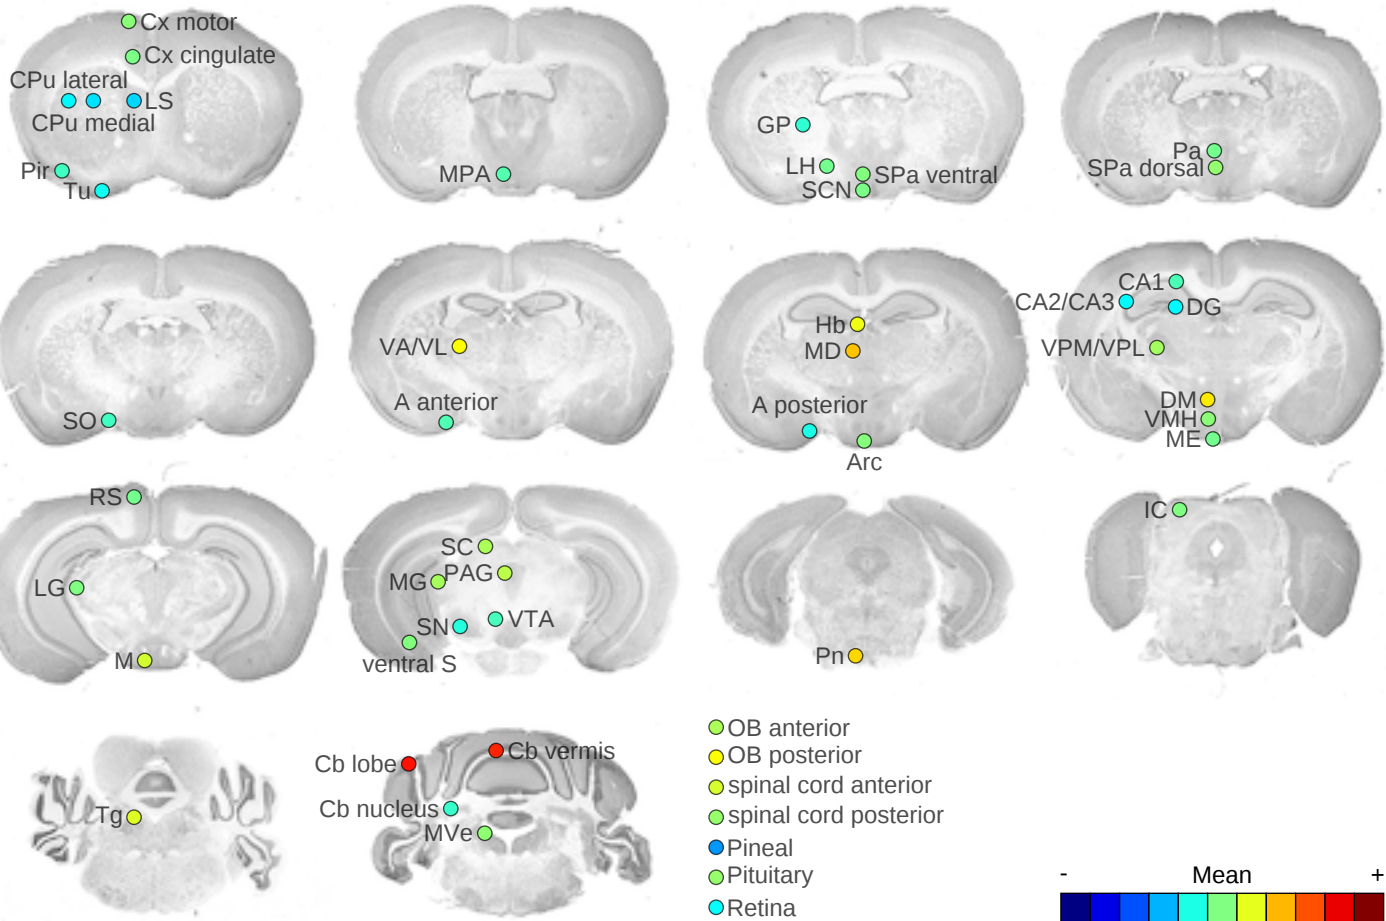 Cx motor
Cx cingulate
CPu lateral
LS
CPu medial
Pir
Tu
MPA
GP
LH
SPa ventral
SCN
Pa
SPa dorsal
SO
VA/VL
A anterior
Hb
MD
A posterior
Arc
CA1
CA2/CA3
DG
VPM/VPL
DM
VMH
ME
RS
LG
M
SC
MG
PAG
SN
VTA
ventral S
Pn
IC
Tg
Cb lobe
Cb vermis
Cb nucleus
MVe
OB anterior
OB posterior
spinal cord anterior
spinal cord posterior
Pineal
Pituitary
Retina
- Mean +